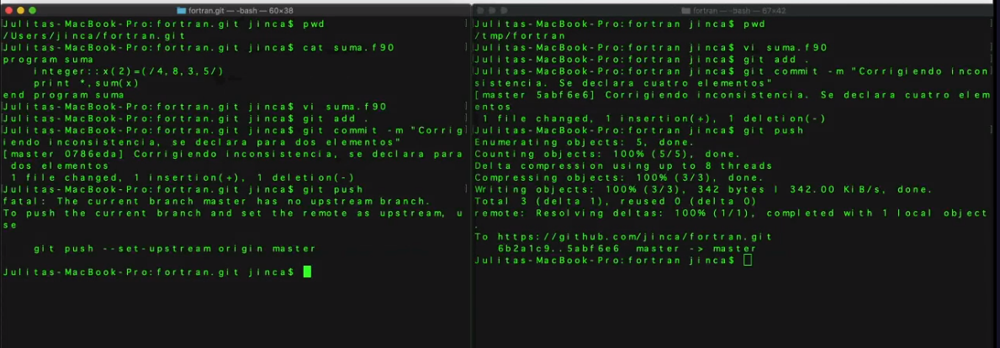 fortran.git — -bash — 60×38
Julitas-MacBook-Pro:fortran.git jinca$ pwd
/Users/jinca/fortran.git
Julitas-MacBook-Pro:fortran.git jinca$ cat suma.f90
program suma
integer::x(2)=(/4,8,3,5/)
print *,sum(x)
end program suma
Julitas-MacBook-Pro:fortran.git jinca$ vi suma.f90
Julitas-MacBook-Pro:fortran.git jinca$ git add .
Julitas-MacBook-Pro:fortran.git jinca$ git commit -m "Corrig
iendo inconsistencia, se declara para dos elementos"
[master 0786eda] Corrigiendo inconsistencia, se declara para
dos elementos
1 file changed, 1 insertion(+), 1 deletion(-)
Julitas-MacBook-Pro:fortran.git jinca$ git push
fatal: The current branch master has no upstream branch.
To push the current branch and set the remote as upstream, u
se
git push --set-upstream origin master
Julitas-MacBook-Pro:fortran.git jinca$
fortran — -bash — 67×42
Julitas-MacBook-Pro:fortran jinca$ pwd
/tmp/fortran
Julitas-MacBook-Pro:fortran jinca$ vi suma.f90
Julitas-MacBook-Pro:fortran jinca$ git add .
Julitas-MacBook-Pro:fortran jinca$ git commit -m "Corrigiendo incon
sistencia. Se declara cuatro elementos"
[master 5abf6e6] Corrigiendo inconsistencia. Se declara cuatro elem
entos
1 file changed, 1 insertion(+), 1 deletion(-)
Julitas-MacBook-Pro:fortran jinca$ git push
Enumerating objects: 5, done.
Counting objects: 100% (5/5), done.
Delta compression using up to 8 threads
Compressing objects: 100% (3/3), done.
Writing objects: 100% (3/3), 342 bytes | 342.00 KiB/s, done.
Total 3 (delta 1), reused 0 (delta 0)
remote: Resolving deltas: 100% (1/1), completed with 1 local object
.
To https://github.com/jinca/fortran.git
6b2a1c9..5abf6e6  master -> master
Julitas-MacBook-Pro:fortran jinca$